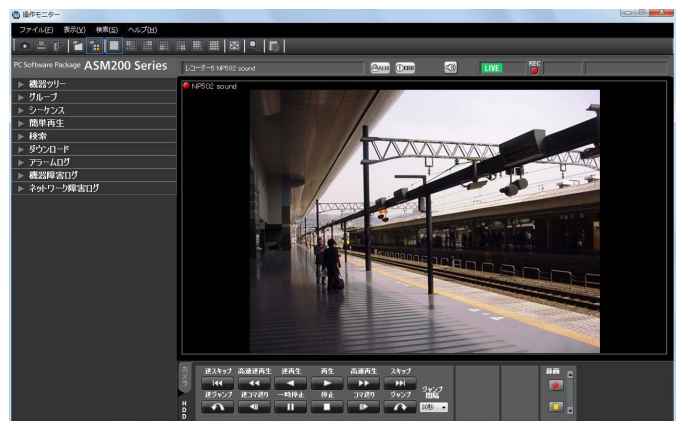 操作モニター
ファイル(F) 表示(V) 検索(S) ヘルプ(H)
PC Software Package ASM200 Series
レコーダー5 NP502 sound
ALM
ERR
LIVE
REC
機器ツリー
グループ
シーケンス
簡単再生
検索
ダウンロード
アラームログ
機器障害ログ
ネットワーク障害ログ
NP502 sound
カメラ
HDD
逆スキップ 高速逆再生 逆再生 再生 高速再生 スキップ
逆ジャンプ 逆コマ送り 一時停止 停止 コマ送り ジャンプ
ジャンプ
間隔
30秒
録画